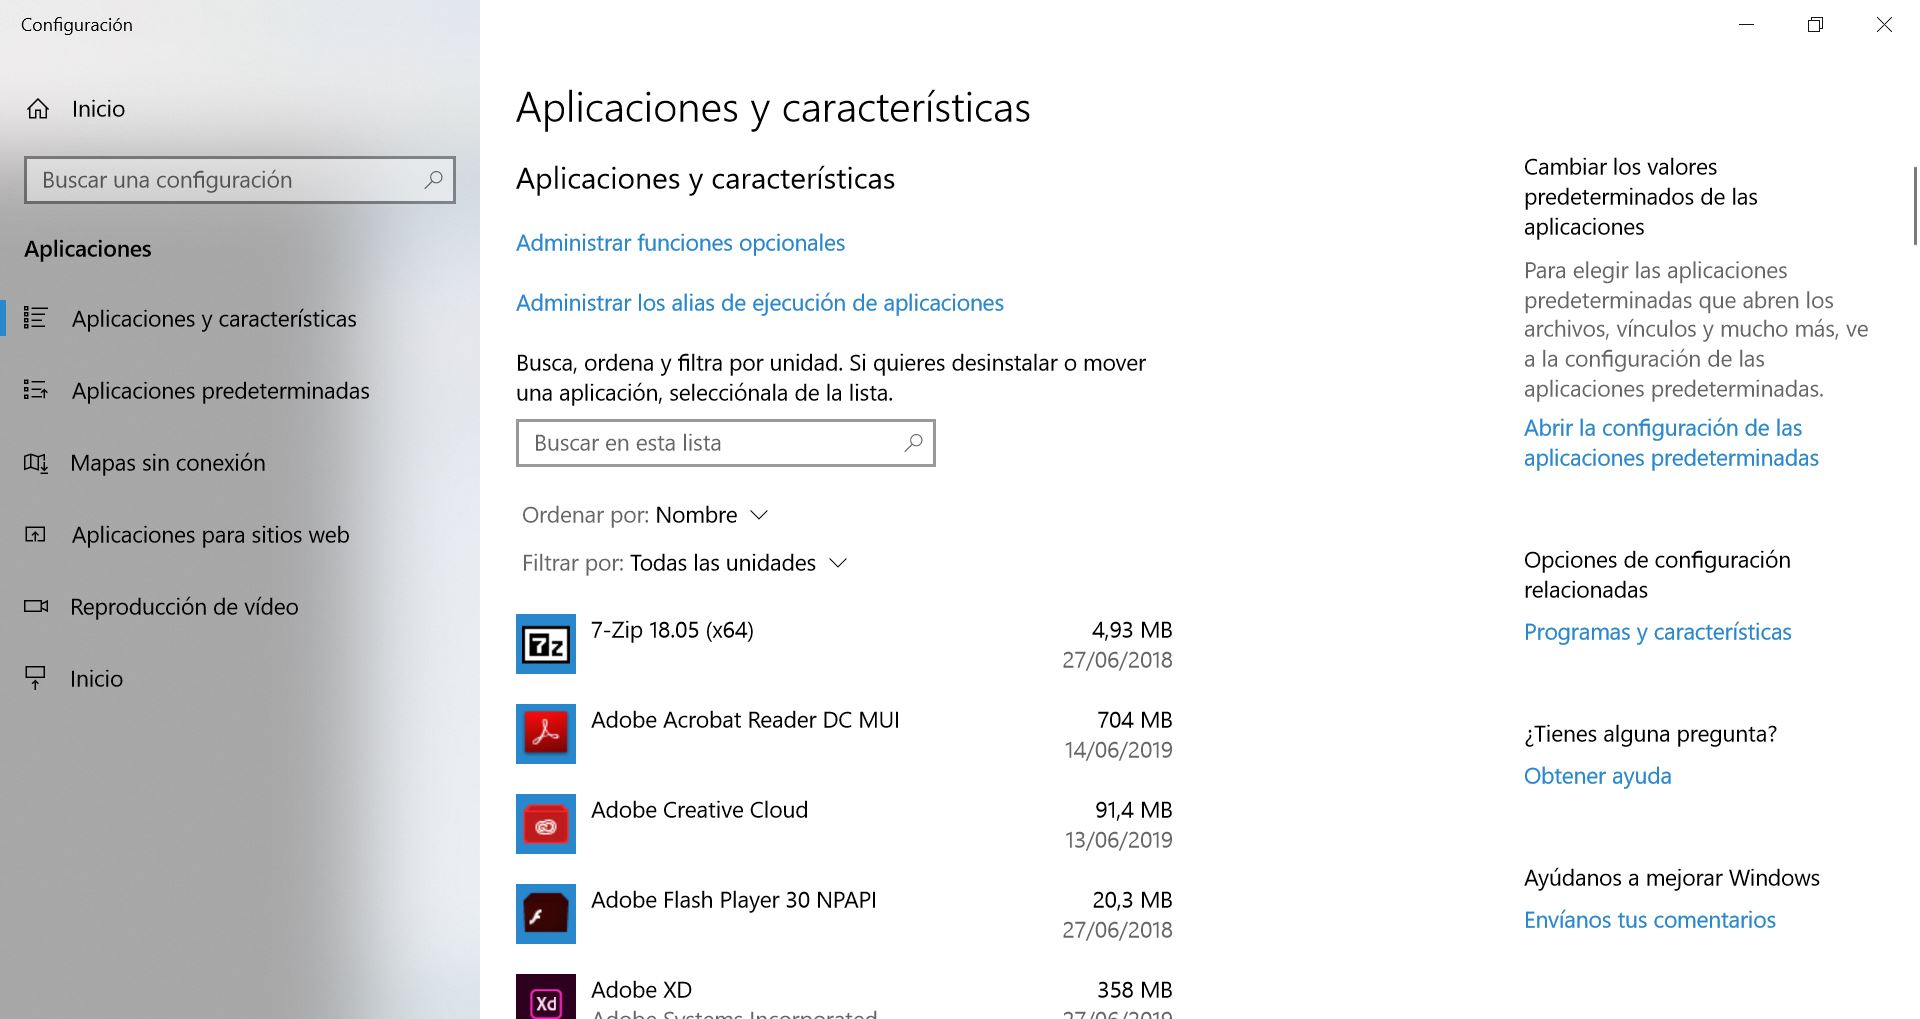 Configuración
Inicio
Buscar una configuración
Aplicaciones
Aplicaciones y características
Aplicaciones predeterminadas
Mapas sin conexión
Aplicaciones para sitios web
Reproducción de vídeo
Inicio
Aplicaciones y características
Aplicaciones y características
Administrar funciones opcionales
Administrar los alias de ejecución de aplicaciones
Busca, ordena y filtra por unidad. Si quieres desinstalar o mover
una aplicación, selecciónala de la lista.
Buscar en esta lista
Ordenar por: Nombre
Filtrar por: Todas las unidades
7z
7-Zip 18.05 (x64) 4,93 MB
27/06/2018
Adobe Acrobat Reader DC MUI 704 MB
14/06/2019
Adobe Creative Cloud 91,4 MB
13/06/2019
Adobe Flash Player 30 NPAPI 20,3 MB
27/06/2018
Xd
Adobe XD 358 MB
Adobe Systems Incorporated 27/06/2019
Cambiar los valores
predeterminados de las
aplicaciones
Para elegir las aplicaciones
predeterminadas que abren los
archivos, vínculos y mucho más, ve
a la configuración de las
aplicaciones predeterminadas.
Abrir la configuración de las
aplicaciones predeterminadas
Opciones de configuración
relacionadas
Programas y características
¿Tienes alguna pregunta?
Obtener ayuda
Ayúdanos a mejorar Windows
Envíanos tus comentarios